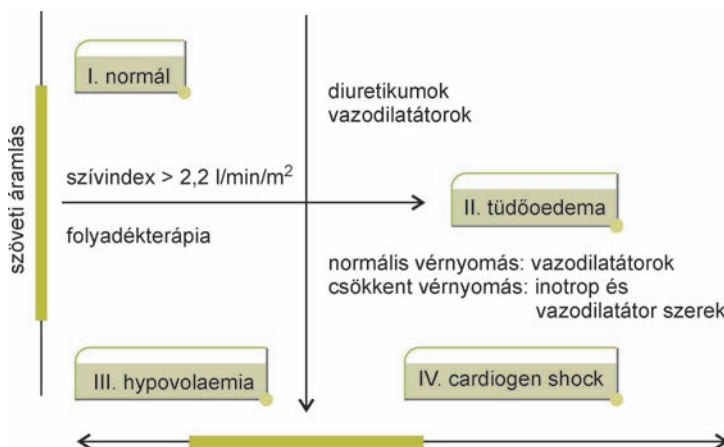 I. normál
diuretikumok
vazodilatátorok
szöveti áramlás
szívindex > 2,2 l/min/m²
II. tüdőoedema
folyadékterápia
normális vérnyomás: vazodilatátorok
csökkent vérnyomás: inotrop és
vazodilatátor szerek
III. hypovolaemia
IV. cardiogen shock